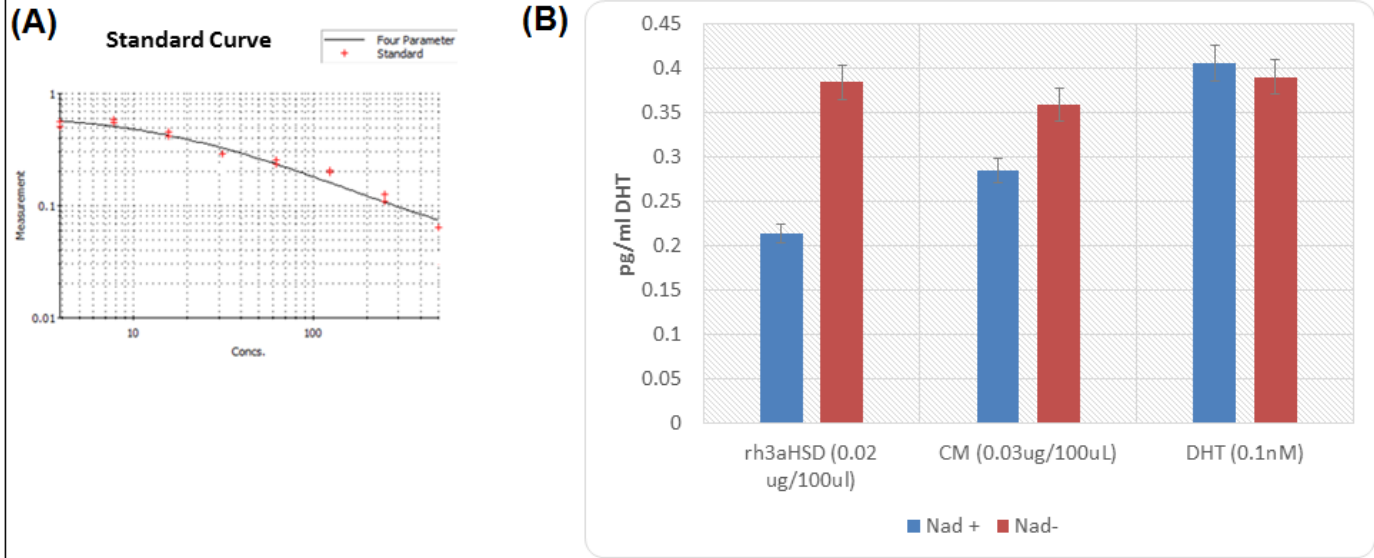 (A)
Standard Curve
Four Parameter
Standard
1
0.1
0.01
Measurement
10
100
Concs.
(B)
0.45
0.4
0.35
0.3
0.25
0.2
0.15
0.1
0.05
0
pg/ml DHT
rh3aHSD (0.02
ug/100ul)
CM (0.03ug/100uL)
DHT (0.1nM)
Nad +
Nad-